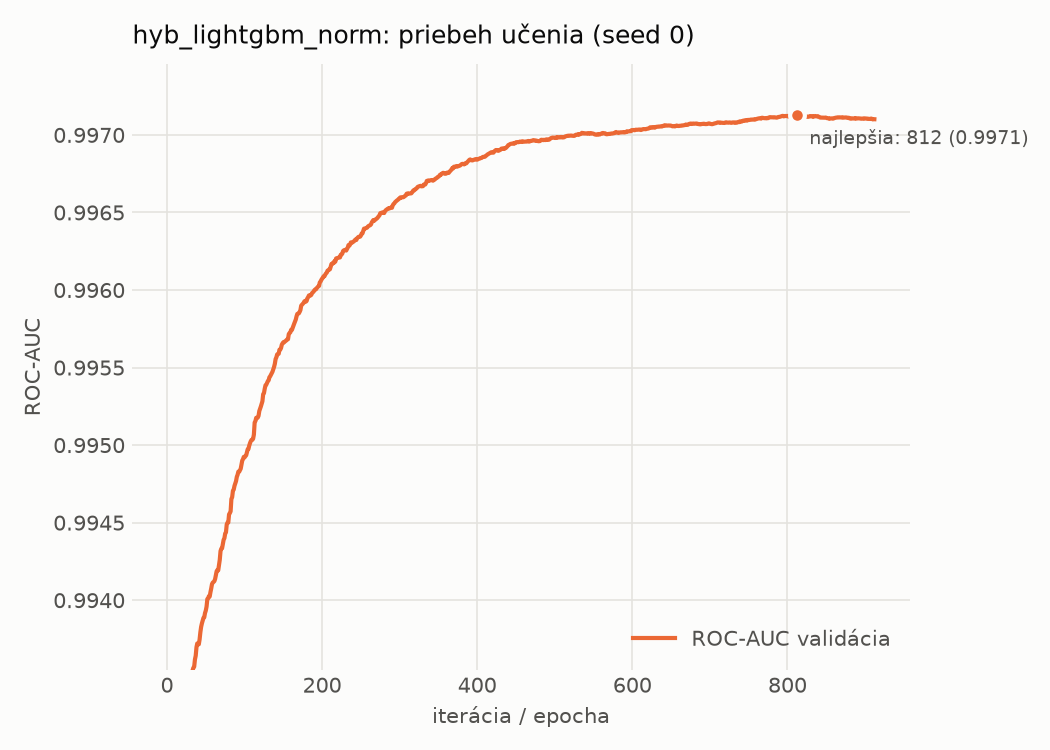 hyb_lightgbm_norm: priebeh učenia (seed 0)
0.9970
najlepšia: 812 (0.9971)
0.9965
0.9960
0.9955
0.9950
0.9945
0.9940
ROC-AUC
ROC-AUC validácia
0 200 400 600 800
iterácia / epocha